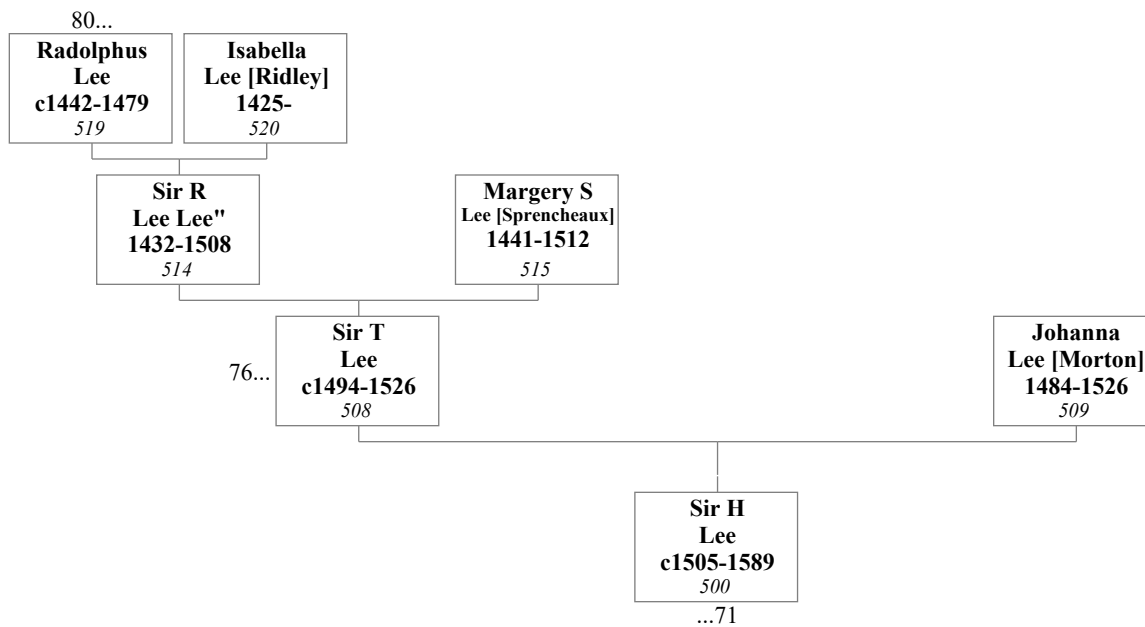 80...
Radolphus
Lee
c1442-1479
519
Isabella
Lee [Ridley]
1425-
520
Sir R
Lee Lee"
1432-1508
514
Margery S
Lee [Sprencheaux]
1441-1512
515
76...
Sir T
Lee
c1494-1526
508
Johanna
Lee [Morton]
1484-1526
509
Sir H
Lee
c1505-1589
500
...71